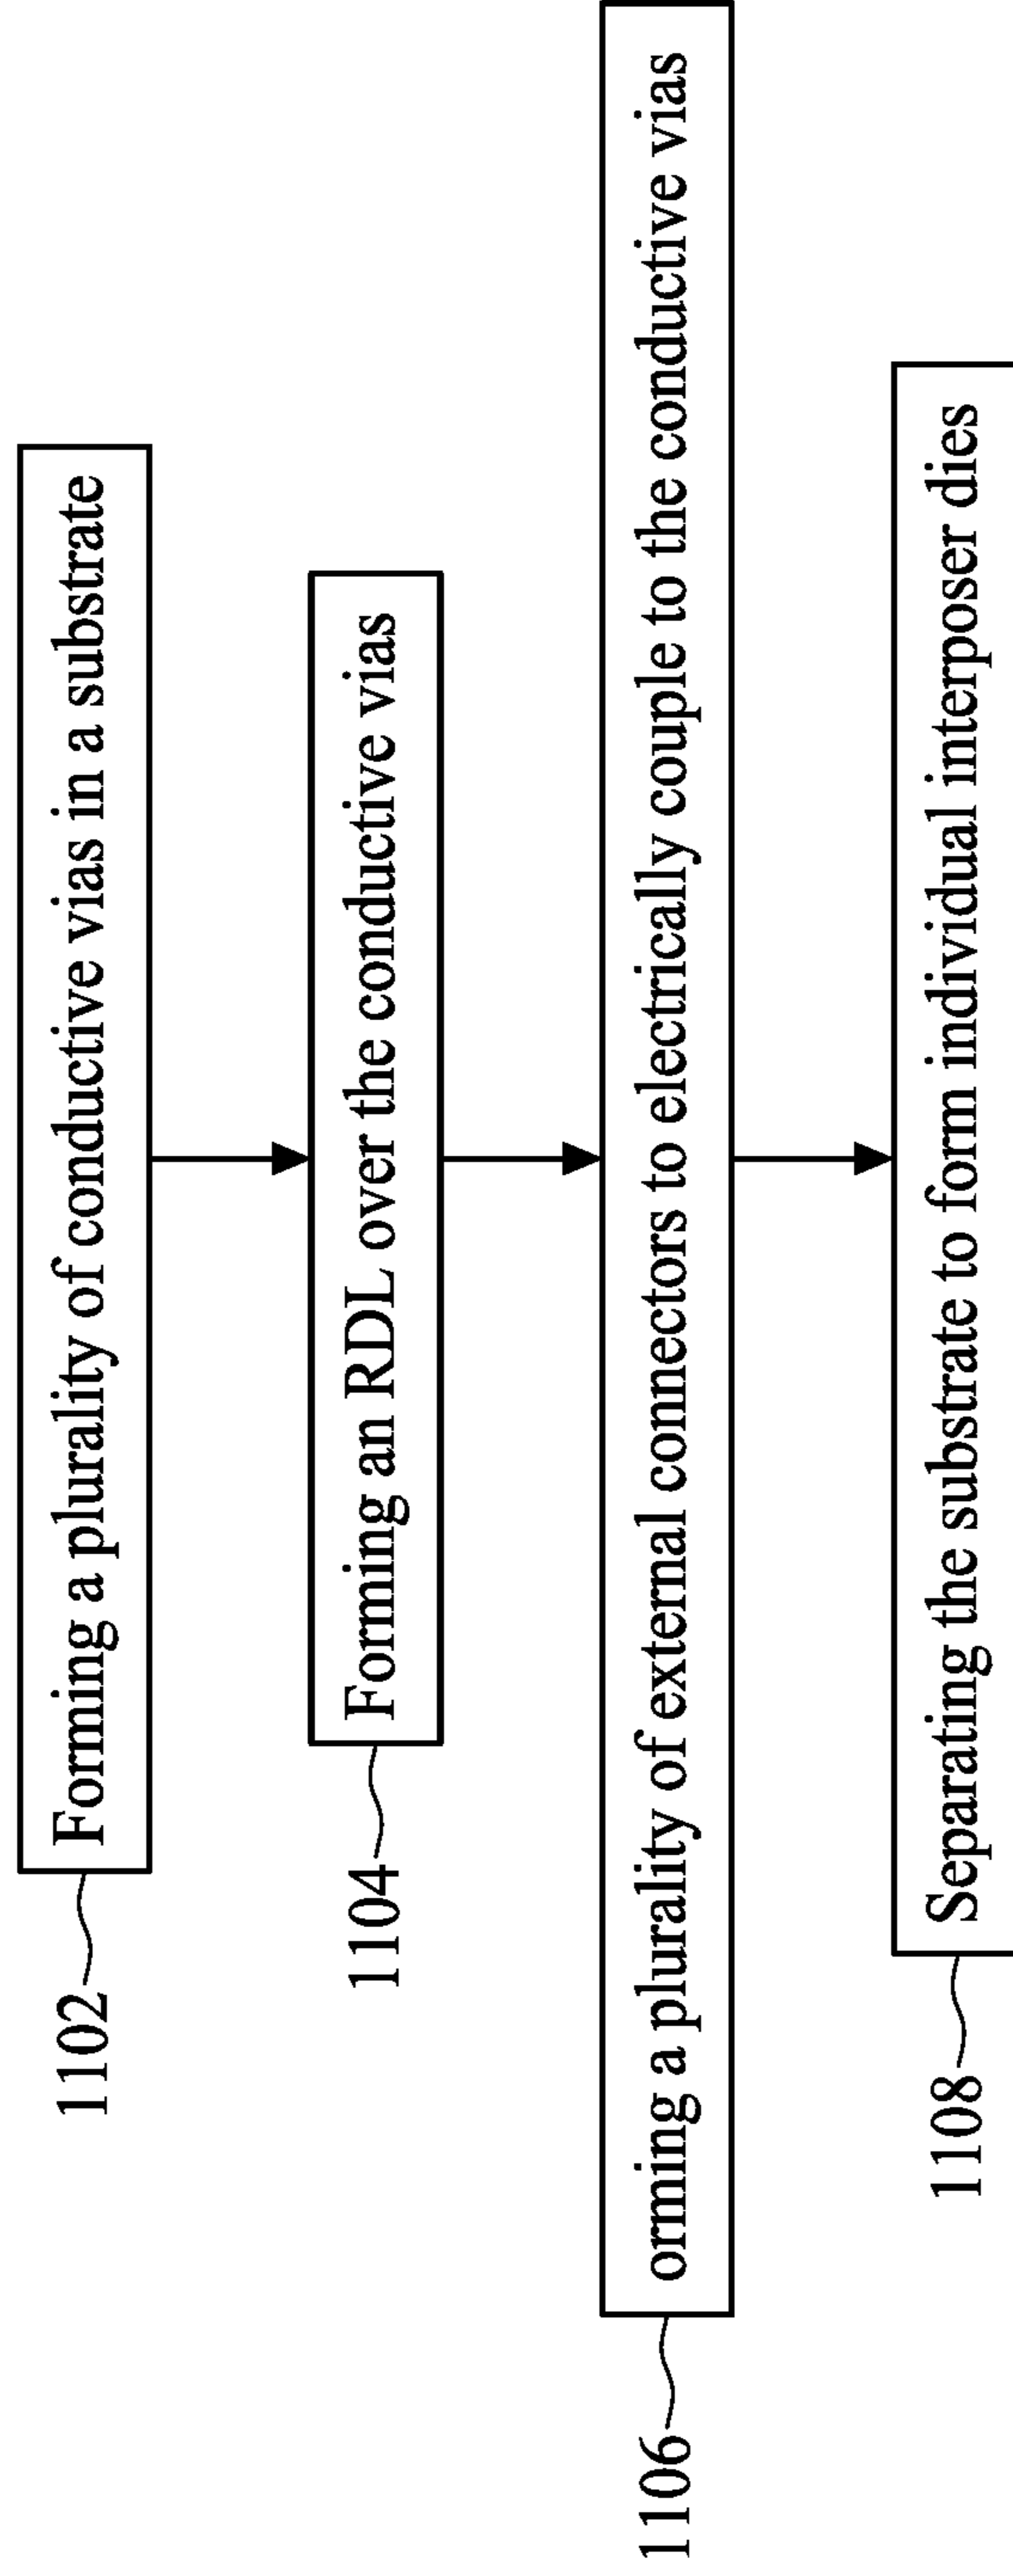 1102
Forming a plurality of conductive vias in a substrate
1104
Forming an RDL over the conductive vias
1106
orming a plurality of external connectors to electrically couple to the conductive vias
1108
Separating the substrate to form individual interposer dies